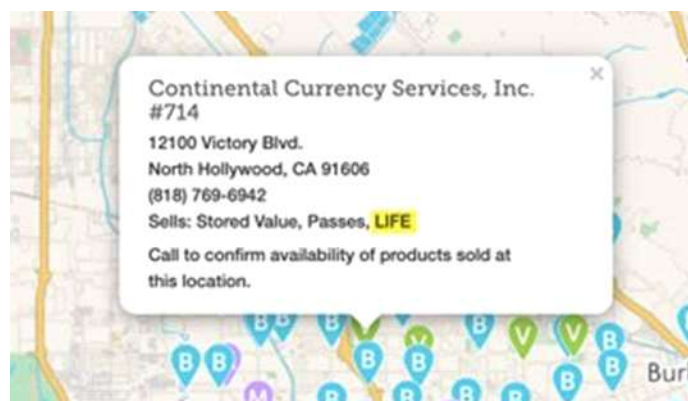 Continental Currency Services, Inc.
#714
×
12100 Victory Blvd.
North Hollywood, CA 91606
(818) 769-6942
Sells: Stored Value, Passes, LIFE
Call to confirm availability of products sold at
this location.
B B B V B V V B
V
B B B B B Burl
M B B B B